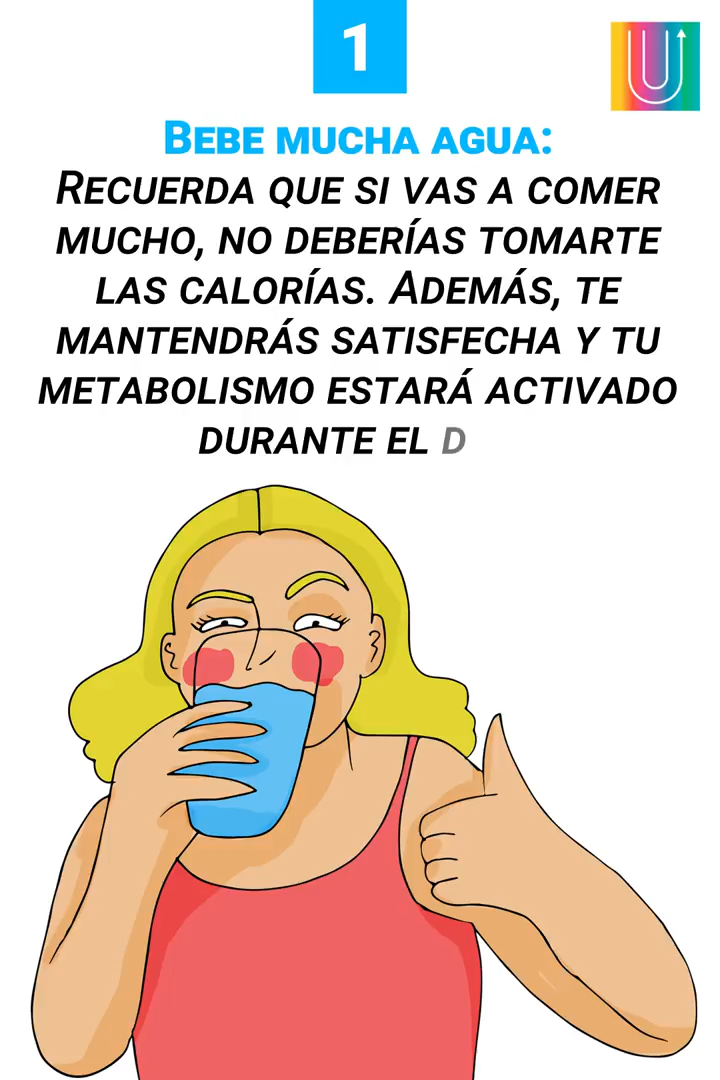 1
U
BEBE MUCHA AGUA:
RECUERDA QUE SI VAS A COMER
MUCHO, NO DEBERÍAS TOMARTE
LAS CALORÍAS. ADEMÁS, TE
MANTENDRÁS SATISFECHA Y TU
METABOLISMO ESTARÁ ACTIVADO
DURANTE EL D